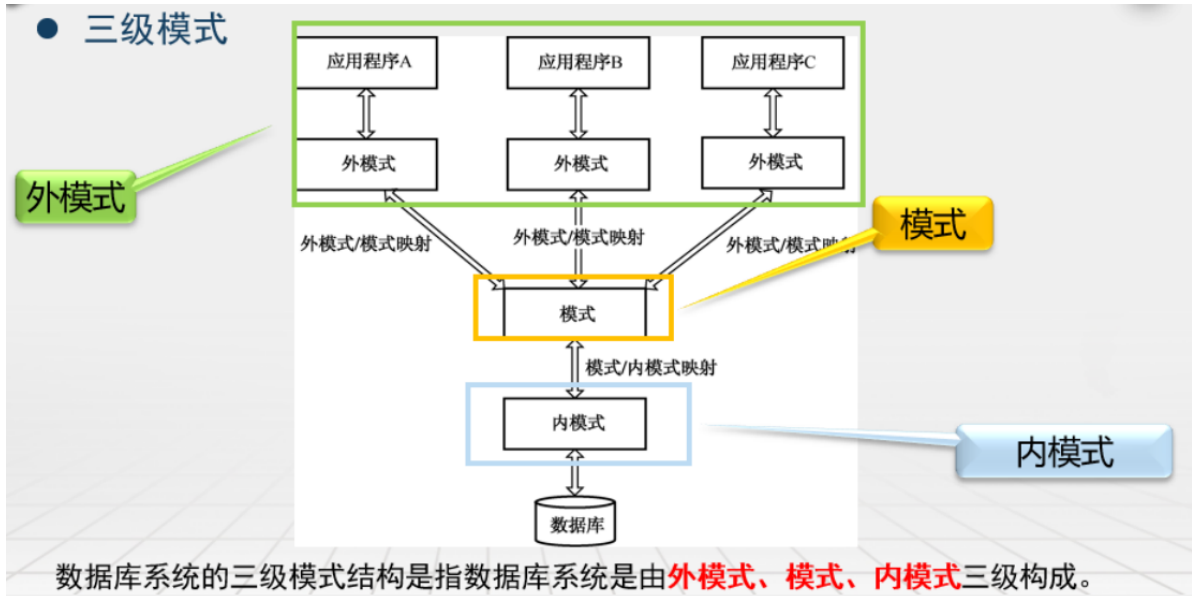 ● 三级模式
应用程序A
应用程序B
应用程序C
外模式
外模式
外模式
外模式
模式
外模式/模式映射
外模式/模式映射
外模式/模式映射
模式
模式/内模式映射
内模式
内模式
数据库
数据库系统的三级模式结构是指数据库系统是由外模式、模式、内模式三级构成。